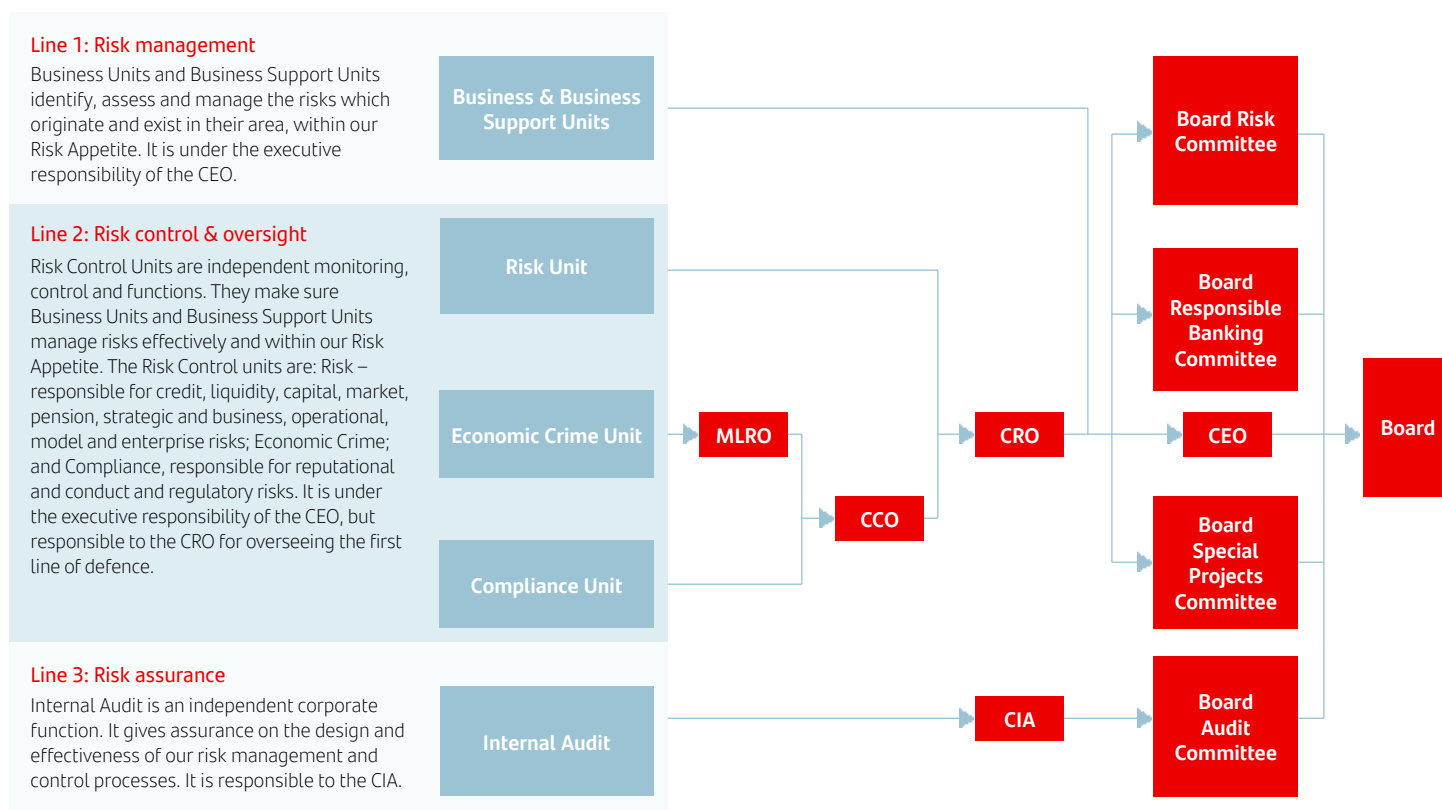 Line 1: Risk management
Business Units and Business Support Units
identify, assess and manage the risks which
originate and exist in their area, within our
Risk Appetite. It is under the executive
responsibility of the CEO.
Business & Business
Support Units
Line 2: Risk control & oversight
Risk Control Units are independent monitoring,
control and functions. They make sure
Business Units and Business Support Units
manage risks effectively and within our Risk
Appetite. The Risk Control units are: Risk –
responsible for credit, liquidity, capital, market,
pension, strategic and business, operational,
model and enterprise risks; Economic Crime;
and Compliance, responsible for reputational
and conduct and regulatory risks. It is under
the executive responsibility of the CEO, but
responsible to the CRO for overseeing the first
line of defence.
Risk Unit
Economic Crime Unit
Compliance Unit
Line 3: Risk assurance
Internal Audit is an independent corporate
function. It gives assurance on the design and
effectiveness of our risk management and
control processes. It is responsible to the CIA.
Internal Audit
MLRO
CCO
CRO
CIA
Board Risk
Committee
Board
Responsible
Banking
Committee
CEO
Board
Special
Projects
Committee
Board
Audit
Committee
Board